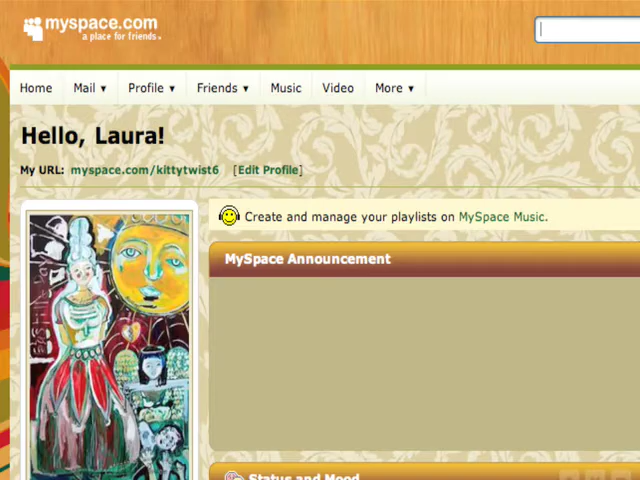 myspace.com
a place for friends.
Home Mail Profile Friends Music Video More
Hello, Laura!
My URL: myspace.com/kittytwist6 [Edit Profile]
Create and manage your playlists on MySpace Music.
MySpace Announcement
Status and Mood